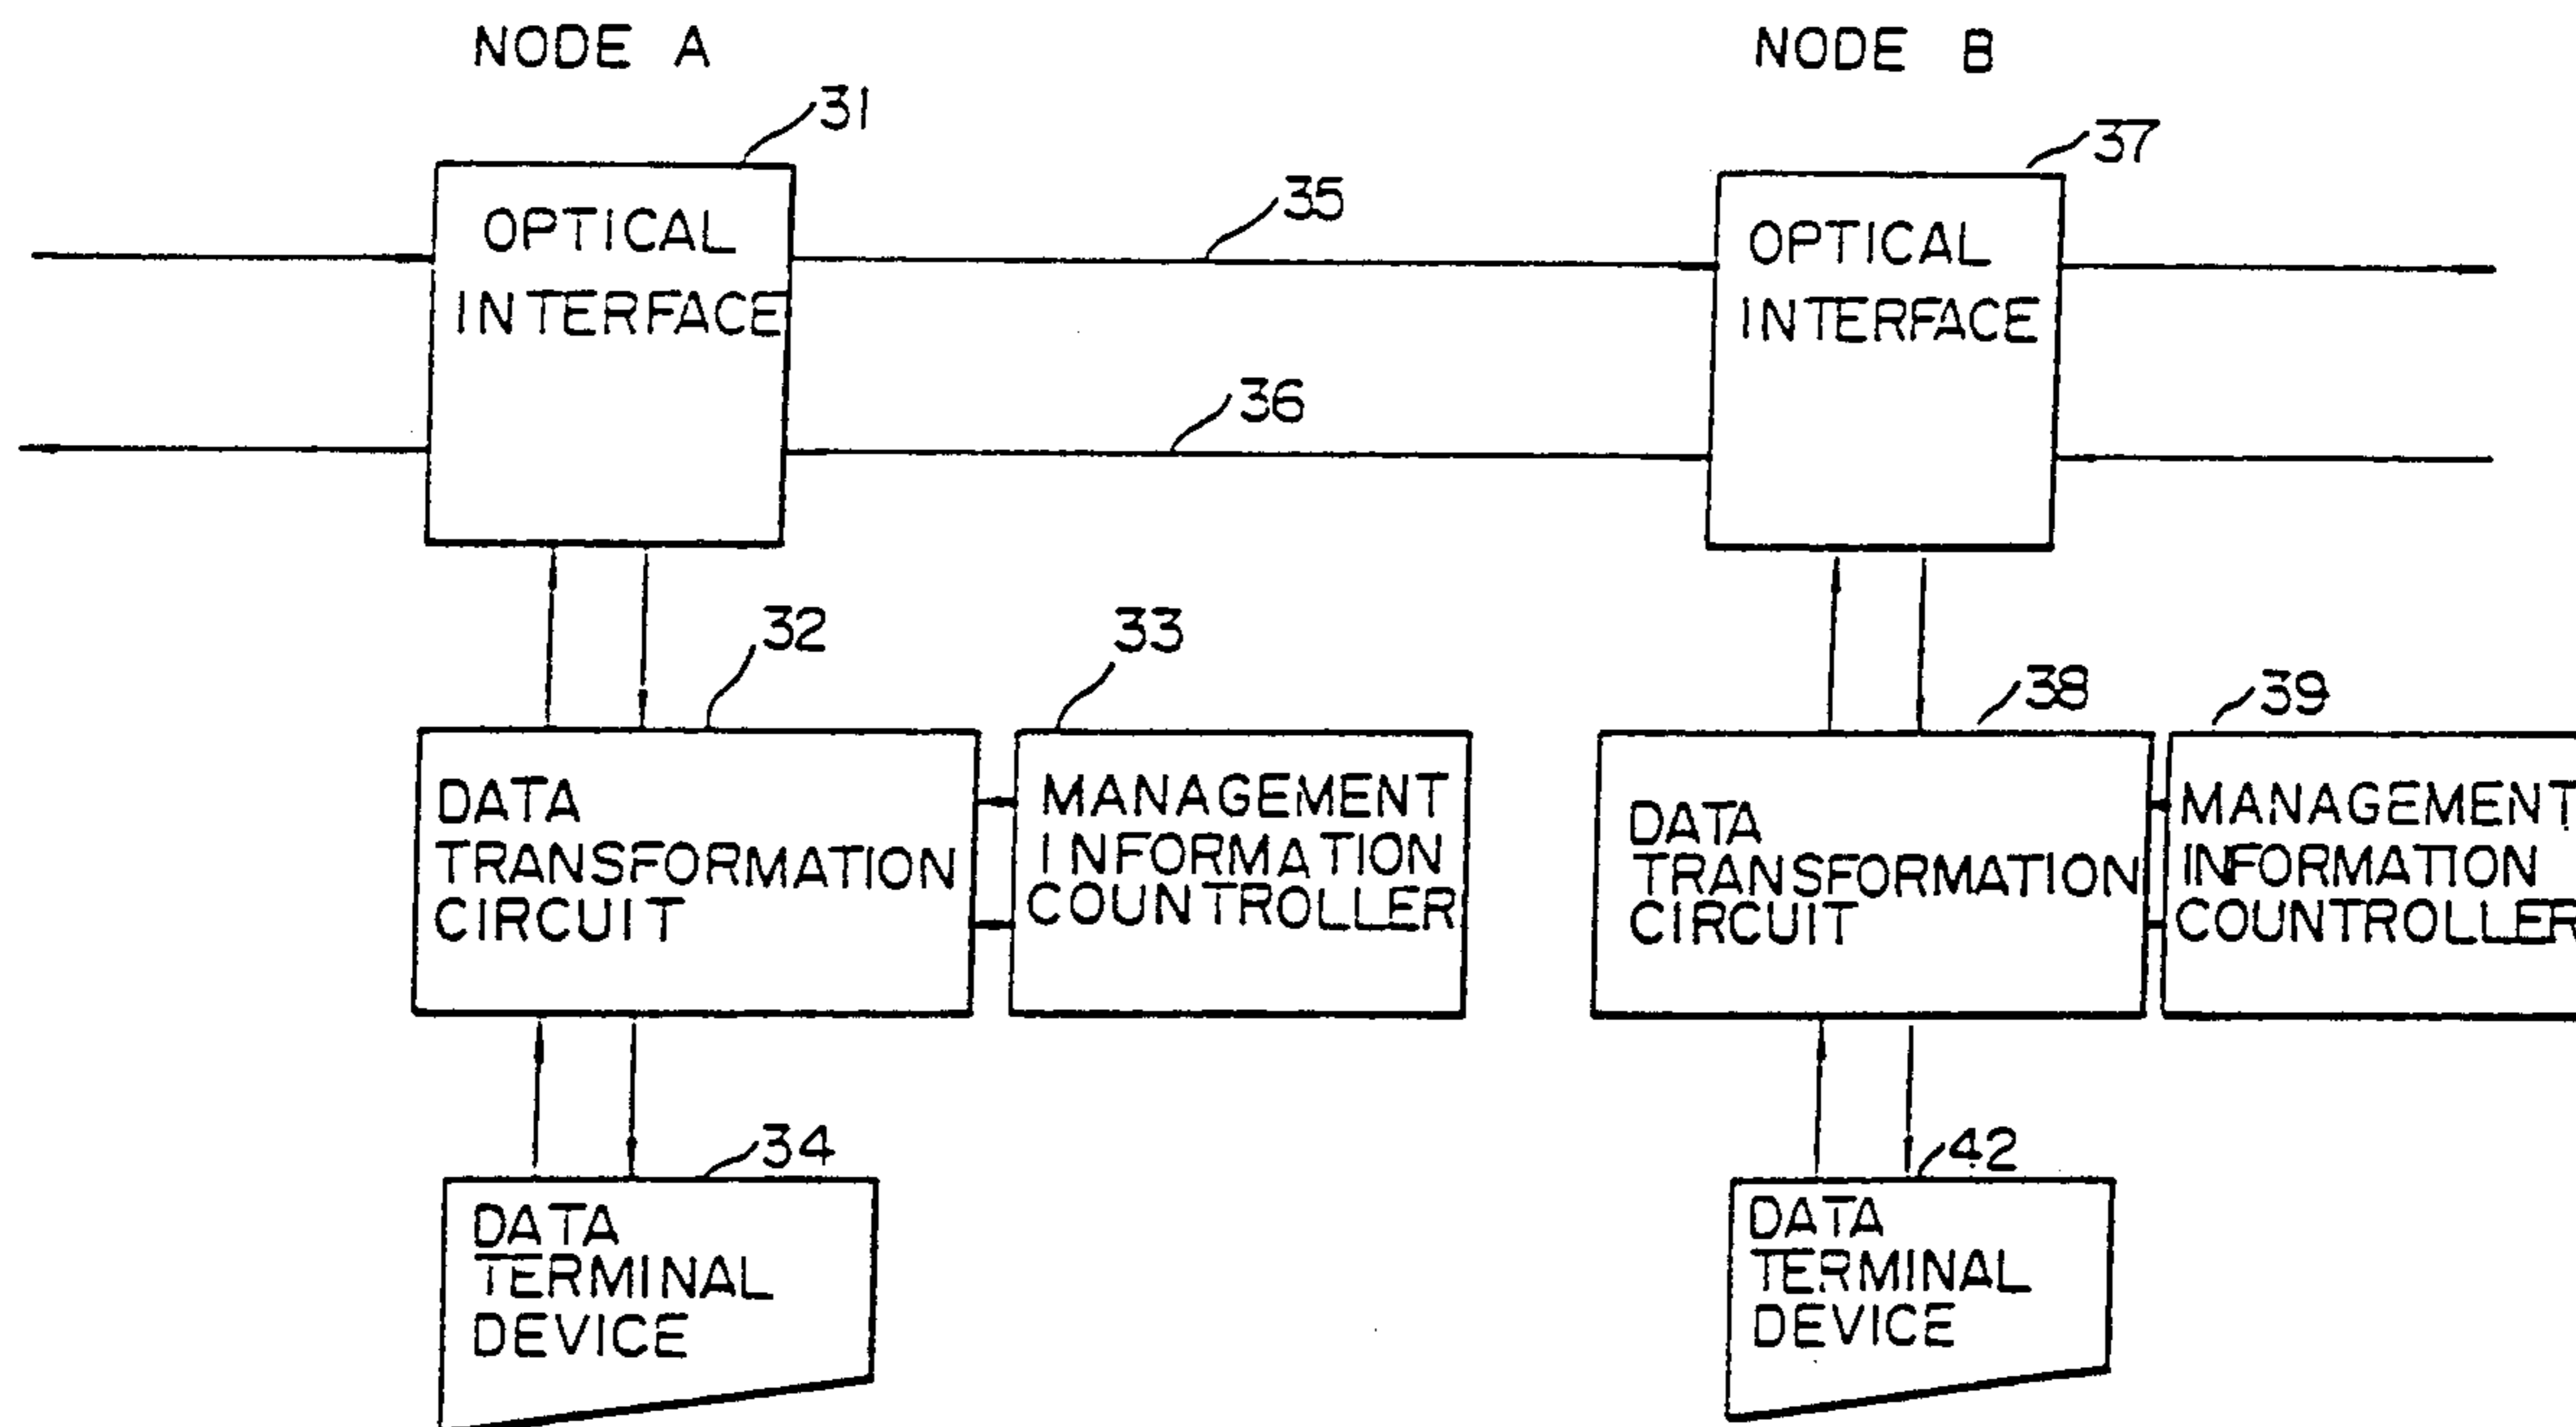 NODE A
NODE B
31
37
OPTICAL
INTERFACE
35
OPTICAL
INTERFACE
36
32
33
38
39
DATA
TRANSFORMATION
CIRCUIT
MANAGEMENT
INFORMATION
COUNTROLLER
DATA
TRANSFORMATION
CIRCUIT
MANAGEMENT
INFORMATION
COUNTROLLER
34
42
DATA
TERMINAL
DEVICE
DATA
TERMINAL
DEVICE